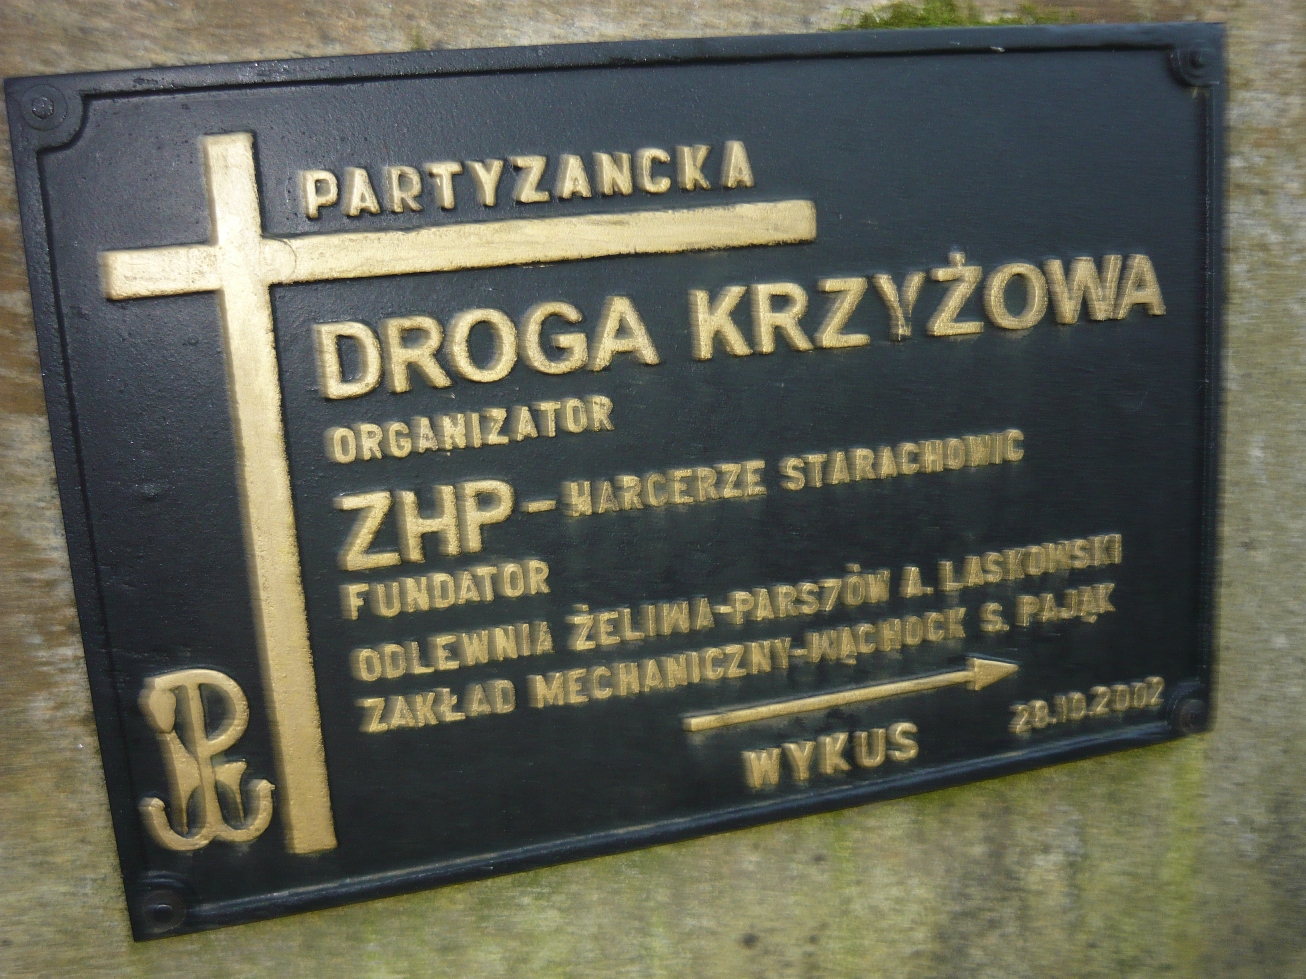 PARTYZANCKA
DROGA KRZYŻOWA
ORGANIZATOR
ZHP - HARCERZE STARACHOWIC
FUNDATOR
ODLEWNIA ŻELIWA-PARSZÓW A. LASKOWSKI
ZAKŁAD MECHANICZNY-WĄCHOCK S. PAJĄK
WYKUS
28.10.2002